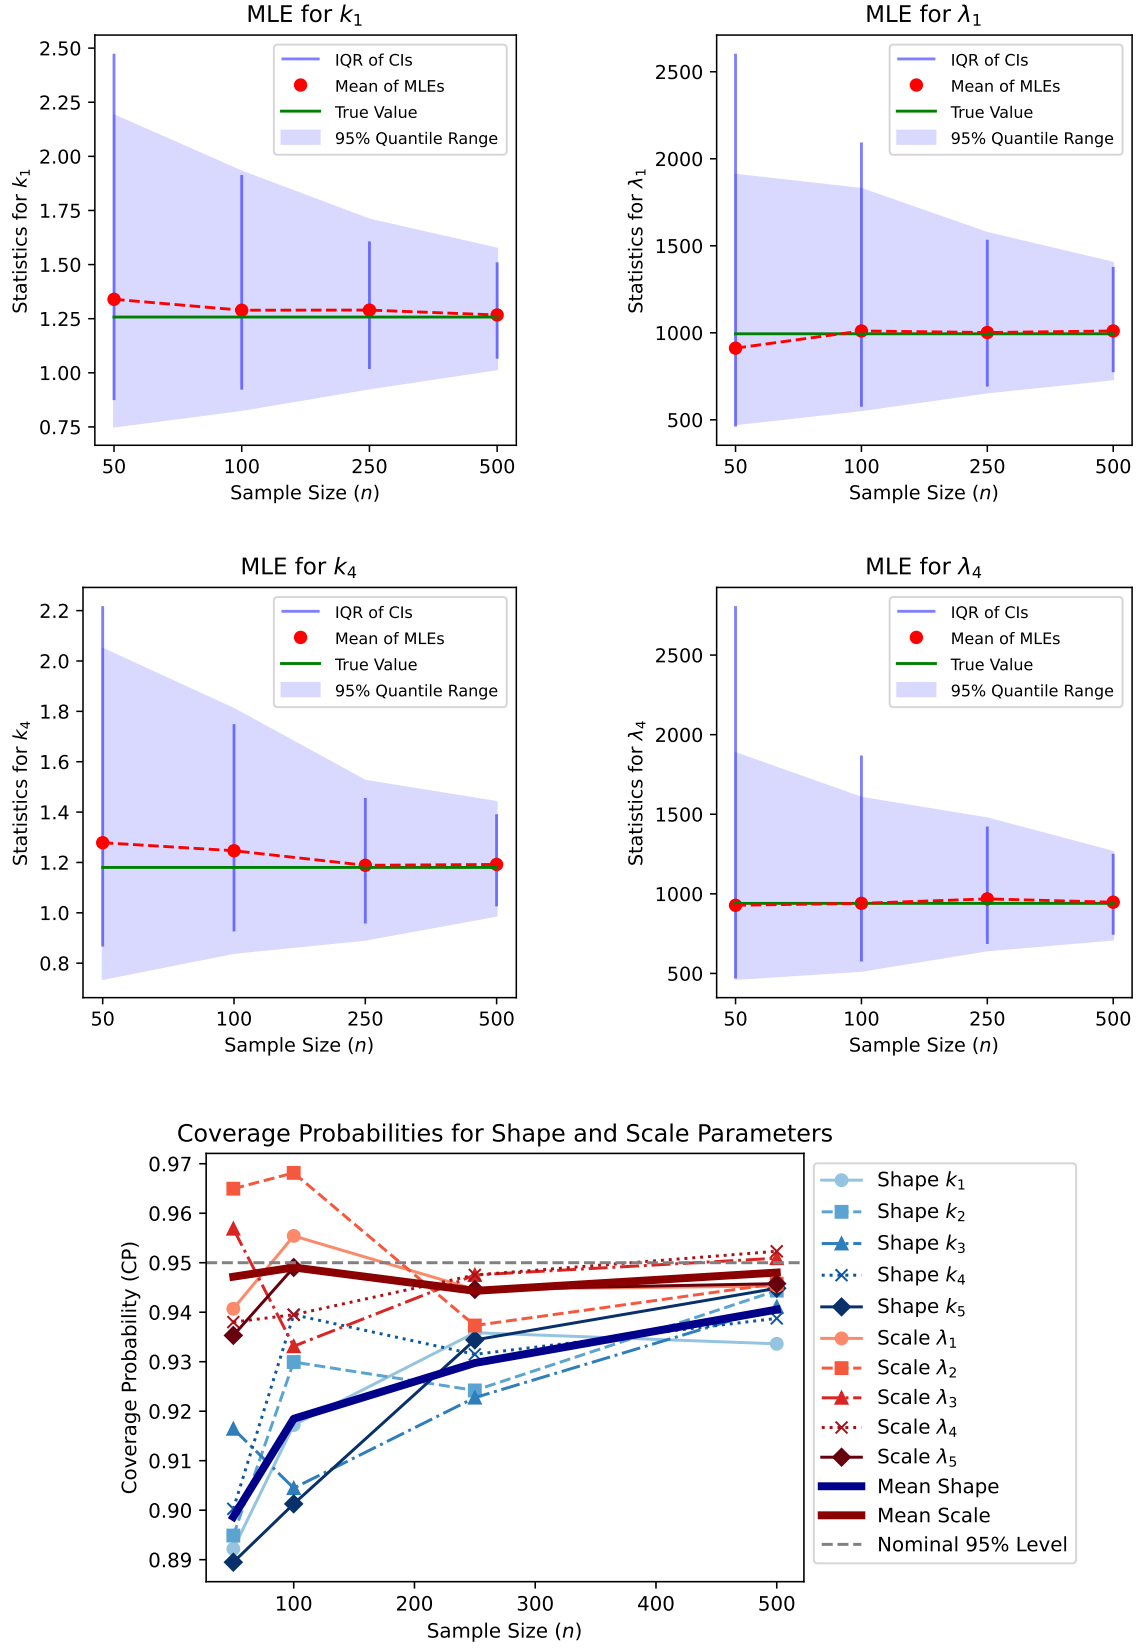 MLE for k₁
Statistics for k₁
2.50
2.25
2.00
1.75
1.50
1.25
1.00
0.75
IQR of CIs
Mean of MLEs
True Value
95% Quantile Range
50 100 250 500
Sample Size (n)
MLE for λ₁
Statistics for λ₁
2500
2000
1500
1000
500
IQR of CIs
Mean of MLEs
True Value
95% Quantile Range
50 100 250 500
Sample Size (n)
MLE for k₄
Statistics for k₄
2.2
2.0
1.8
1.6
1.4
1.2
1.0
0.8
IQR of CIs
Mean of MLEs
True Value
95% Quantile Range
50 100 250 500
Sample Size (n)
MLE for λ₄
Statistics for λ₄
2500
2000
1500
1000
500
IQR of CIs
Mean of MLEs
True Value
95% Quantile Range
50 100 250 500
Sample Size (n)
Coverage Probabilities for Shape and Scale Parameters
Coverage Probability (CP)
0.97
0.96
0.95
0.94
0.93
0.92
0.91
0.90
0.89
100 200 300 400 500
Sample Size (n)
Shape k₁
Shape k₂
Shape k₃
Shape k₄
Shape k₅
Scale λ₁
Scale λ₂
Scale λ₃
Scale λ₄
Scale λ₅
Mean Shape
Mean Scale
Nominal 95% Level